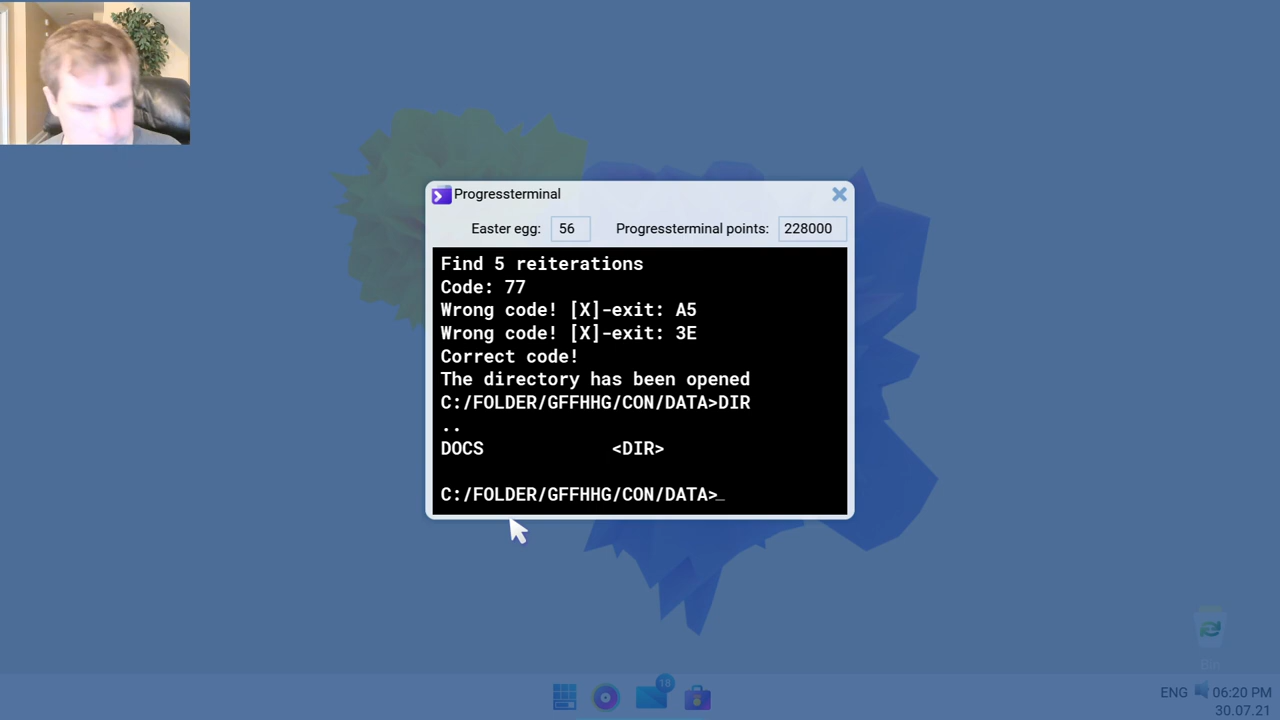 Progressterminal
Easter egg: 56 Progressterminal points: 228000
Find 5 reiterations
Code: 77
Wrong code! [X]-exit: A5
Wrong code! [X]-exit: 3E
Correct code!
The directory has been opened
C:/FOLDER/GFFHHG/CON/DATA>DIR
..
DOCS <DIR>
C:/FOLDER/GFFHHG/CON/DATA>_
Bin
18
ENG 06:20 PM
30.07.21